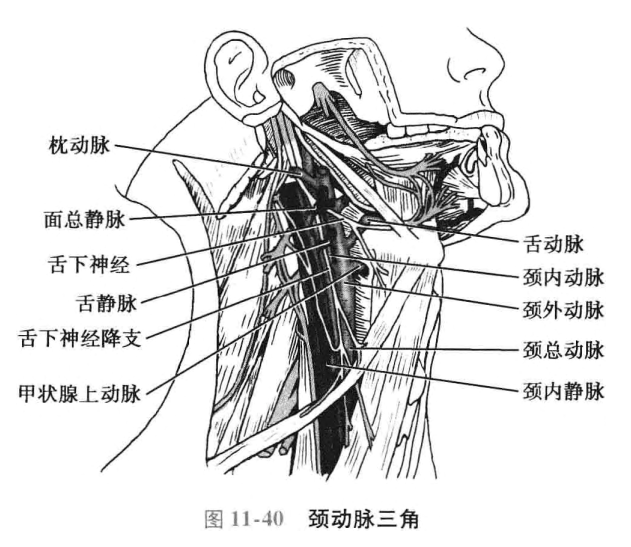 枕动脉
面总静脉
舌下神经
舌静脉
舌下神经降支
甲状腺上动脉
舌动脉
颈内动脉
颈外动脉
颈总动脉
颈内静脉
图 11-40 颈动脉三角